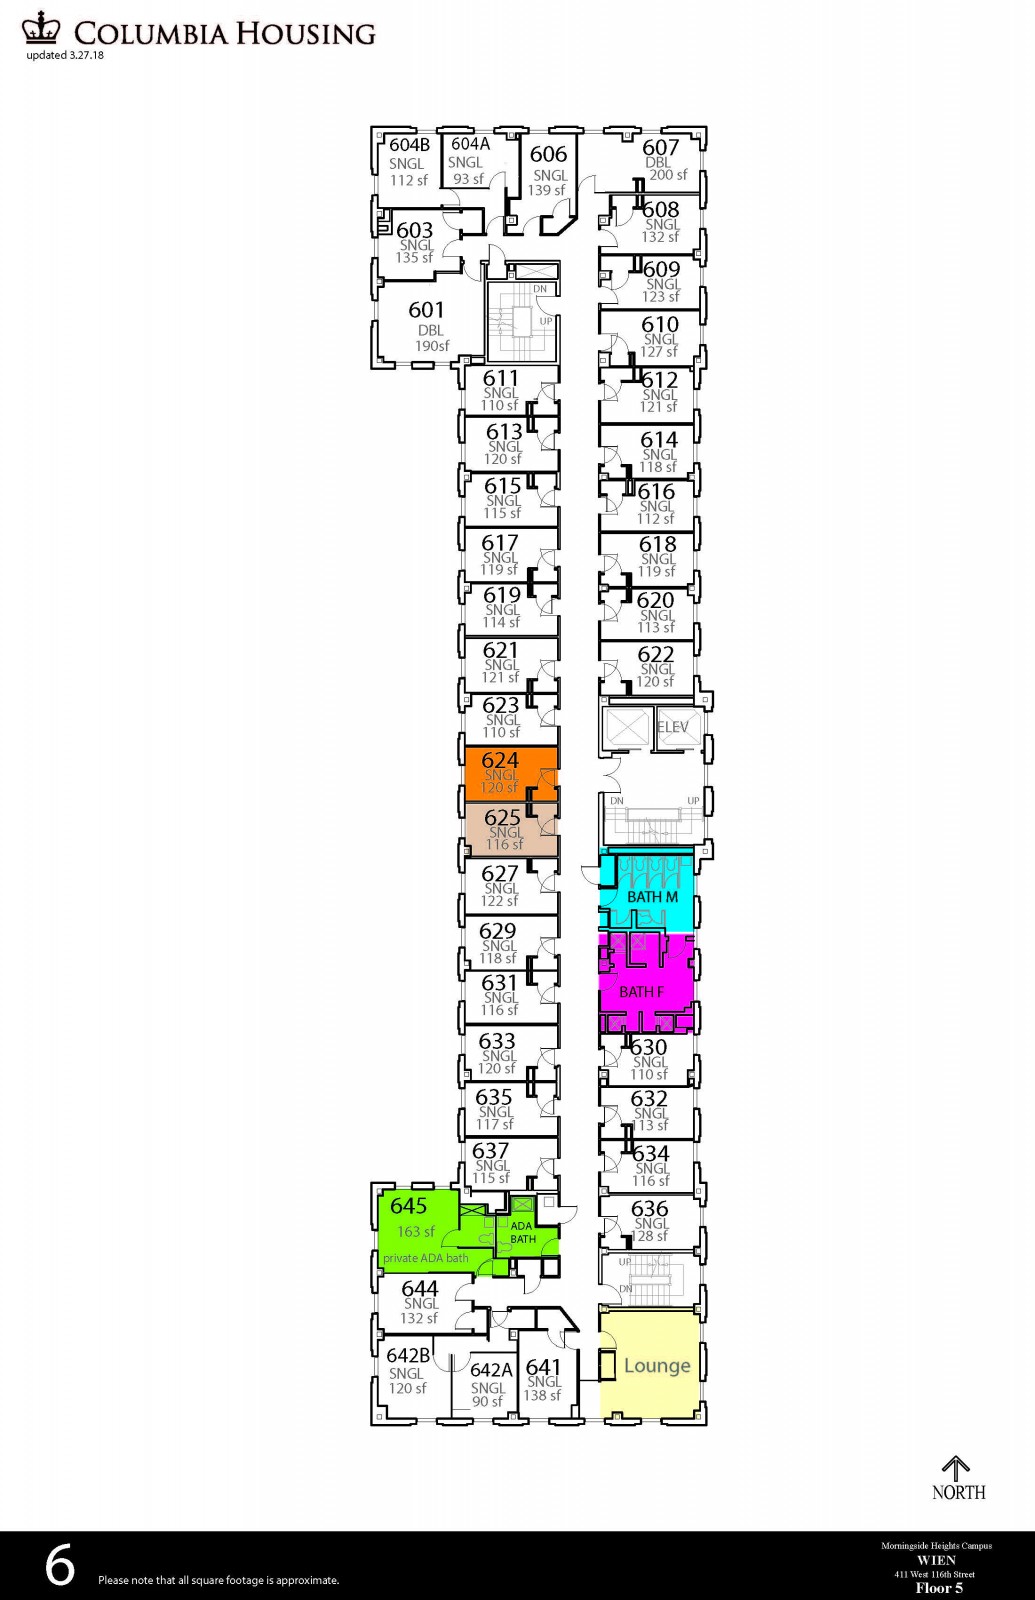 COLUMBIA HOUSING
updated 3.27.18
604B
SNGL
112 sf
604A
SNGL
93 sf
606
SNGL
139 sf
607
DBL
200 sf
603
SNGL
135 sf
608
SNGL
132 sf
601
DBL
190sf
DN
UP
609
SNGL
123 sf
610
SNGL
127 sf
611
SNGL
110 sf
612
SNGL
121 sf
613
SNGL
120 sf
614
SNGL
118 sf
615
SNGL
115 sf
616
SNGL
112 sf
617
SNGL
119 sf
618
SNGL
119 sf
619
SNGL
114 sf
620
SNGL
113 sf
621
SNGL
121 sf
622
SNGL
120 sf
623
SNGL
110 sf
ELEV
624
SNGL
120 sf
DN
UP
625
SNGL
116 sf
627
SNGL
122 sf
BATH M
629
SNGL
118 sf
631
SNGL
116 sf
BATH F
633
SNGL
120 sf
630
SNGL
110 sf
635
SNGL
117 sf
632
SNGL
113 sf
637
SNGL
115 sf
634
SNGL
116 sf
645
163 sf
private ADA bath
ADA
BATH
636
SNGL
128 sf
UP
DN
644
SNGL
132 sf
642B
SNGL
120 sf
642A
SNGL
90 sf
641
SNGL
138 sf
Lounge
NORTH
6
Please note that all square footage is approximate.
Morningside Heights Campus
WIEN
411 West 116th Street
Floor 5